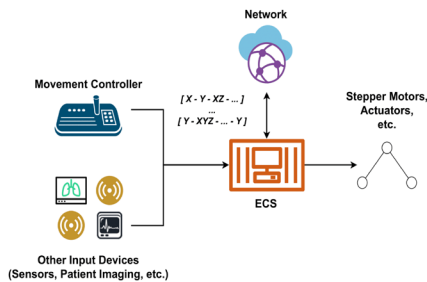 Network
Movement Controller
[ X - Y - XZ - ... ]
...
[ Y - XYZ - ... - Y ]
Stepper Motors,
Actuators,
etc.
ECS
Other Input Devices
(Sensors, Patient Imaging, etc.)